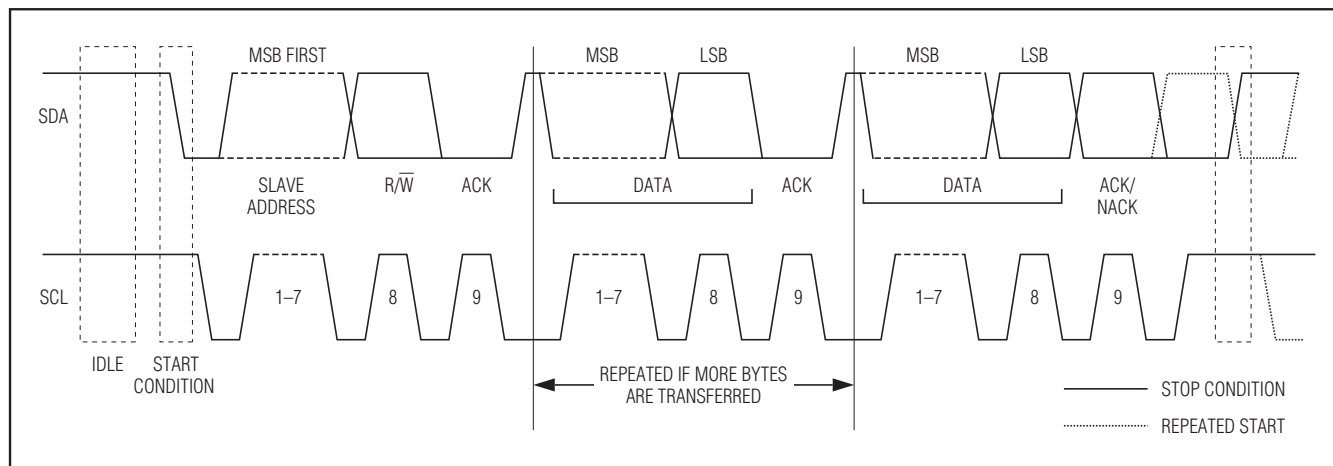 MSB FIRST MSB LSB MSB LSB
SDA
SLAVE ADDRESS R/W̅ ACK DATA ACK DATA ACK/ NACK
SCL 1–7 8 9 1–7 8 9 1–7 8 9
IDLE START CONDITION
REPEATED IF MORE BYTES
ARE TRANSFERRED
STOP CONDITION
REPEATED START